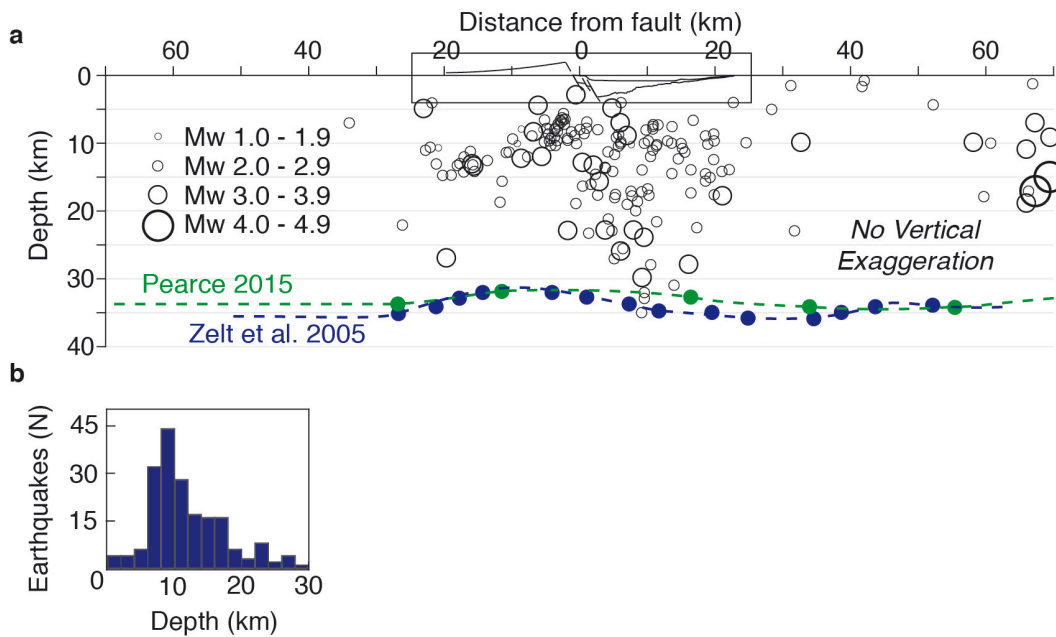 Distance from fault (km)
a
60 40 20 0 20 40 60
0
10
20
30
40
Depth (km)
Mw 1.0 - 1.9
Mw 2.0 - 2.9
Mw 3.0 - 3.9
Mw 4.0 - 4.9
No Vertical
Exaggeration
Pearce 2015
Zelt et al. 2005
b
Earthquakes (N)
45
30
15
0
10 20 30
Depth (km)